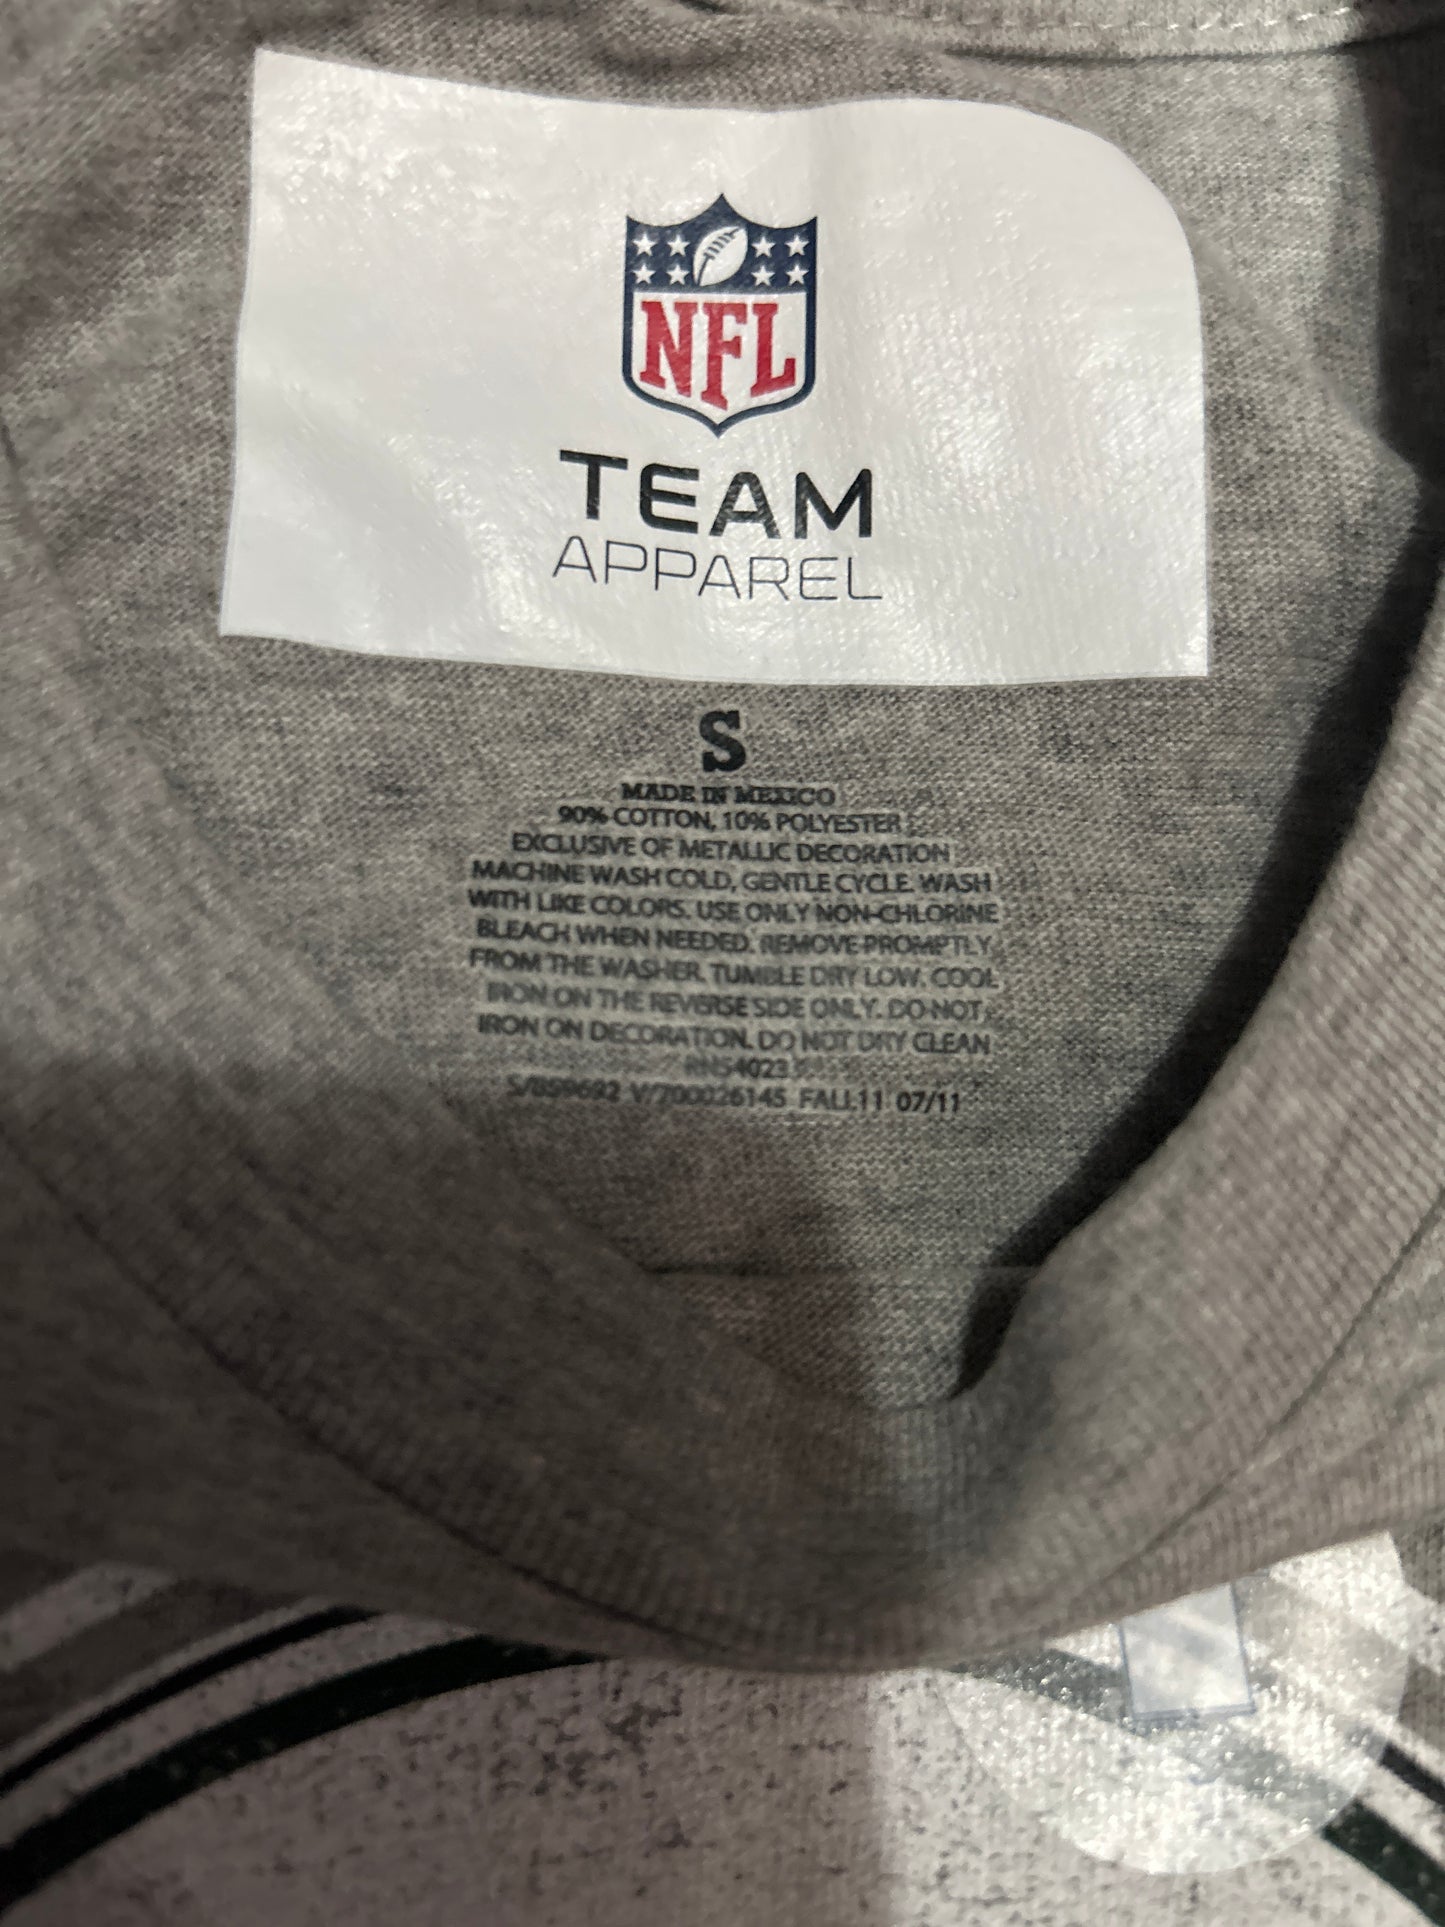 NFL
TEAM
APPAREL
S
MADE IN MEXICO
90% COTTON, 10% POLYESTER
EXCLUSIVE OF METALLIC DECORATION
MACHINE WASH COLD, GENTLE CYCLE. WASH
WITH LIKE COLORS. USE ONLY NON-CHLORINE
BLEACH WHEN NEEDED. REMOVE PROMPTLY
FROM THE WASHER. TUMBLE DRY LOW. COOL
IRON ON THE REVERSE SIDE ONLY. DO NOT
IRON ON DECORATION. DO NOT DRY CLEAN
RN54023
S/859692 V/700026145 FALL11 07/11